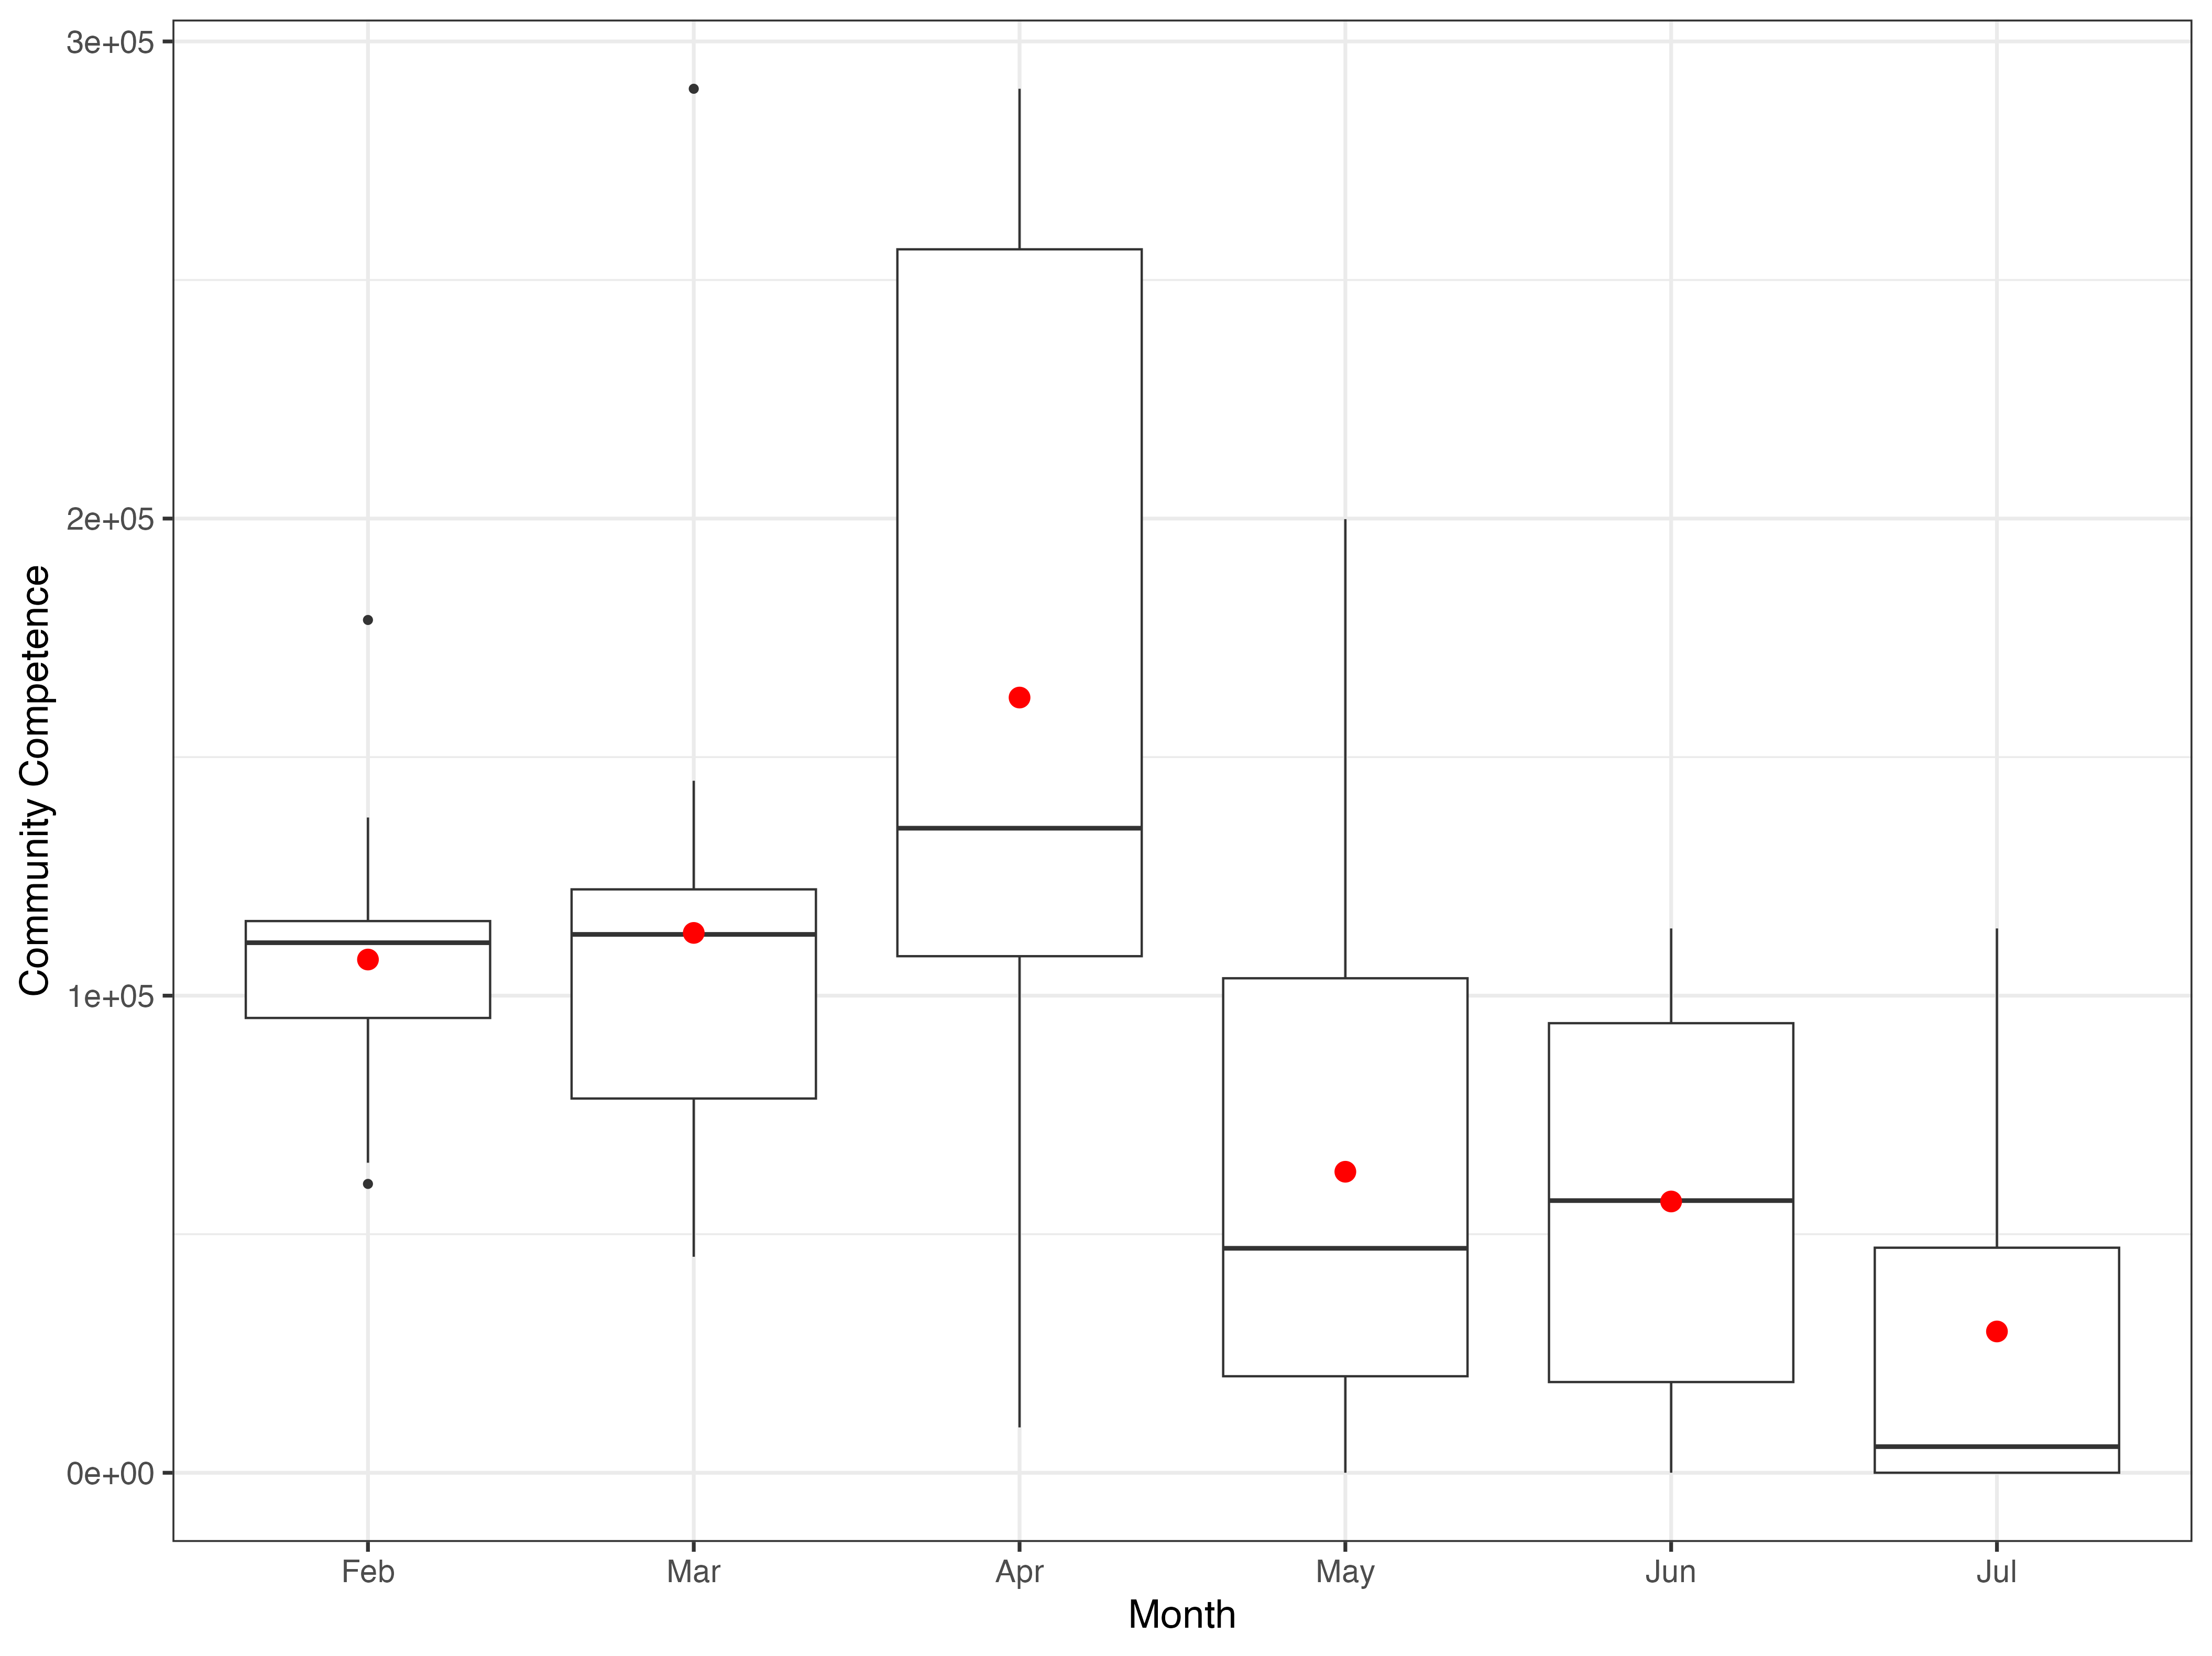 3e+05
2e+05
1e+05
0e+00
Community Competence
Feb Mar Apr May Jun Jul
Month